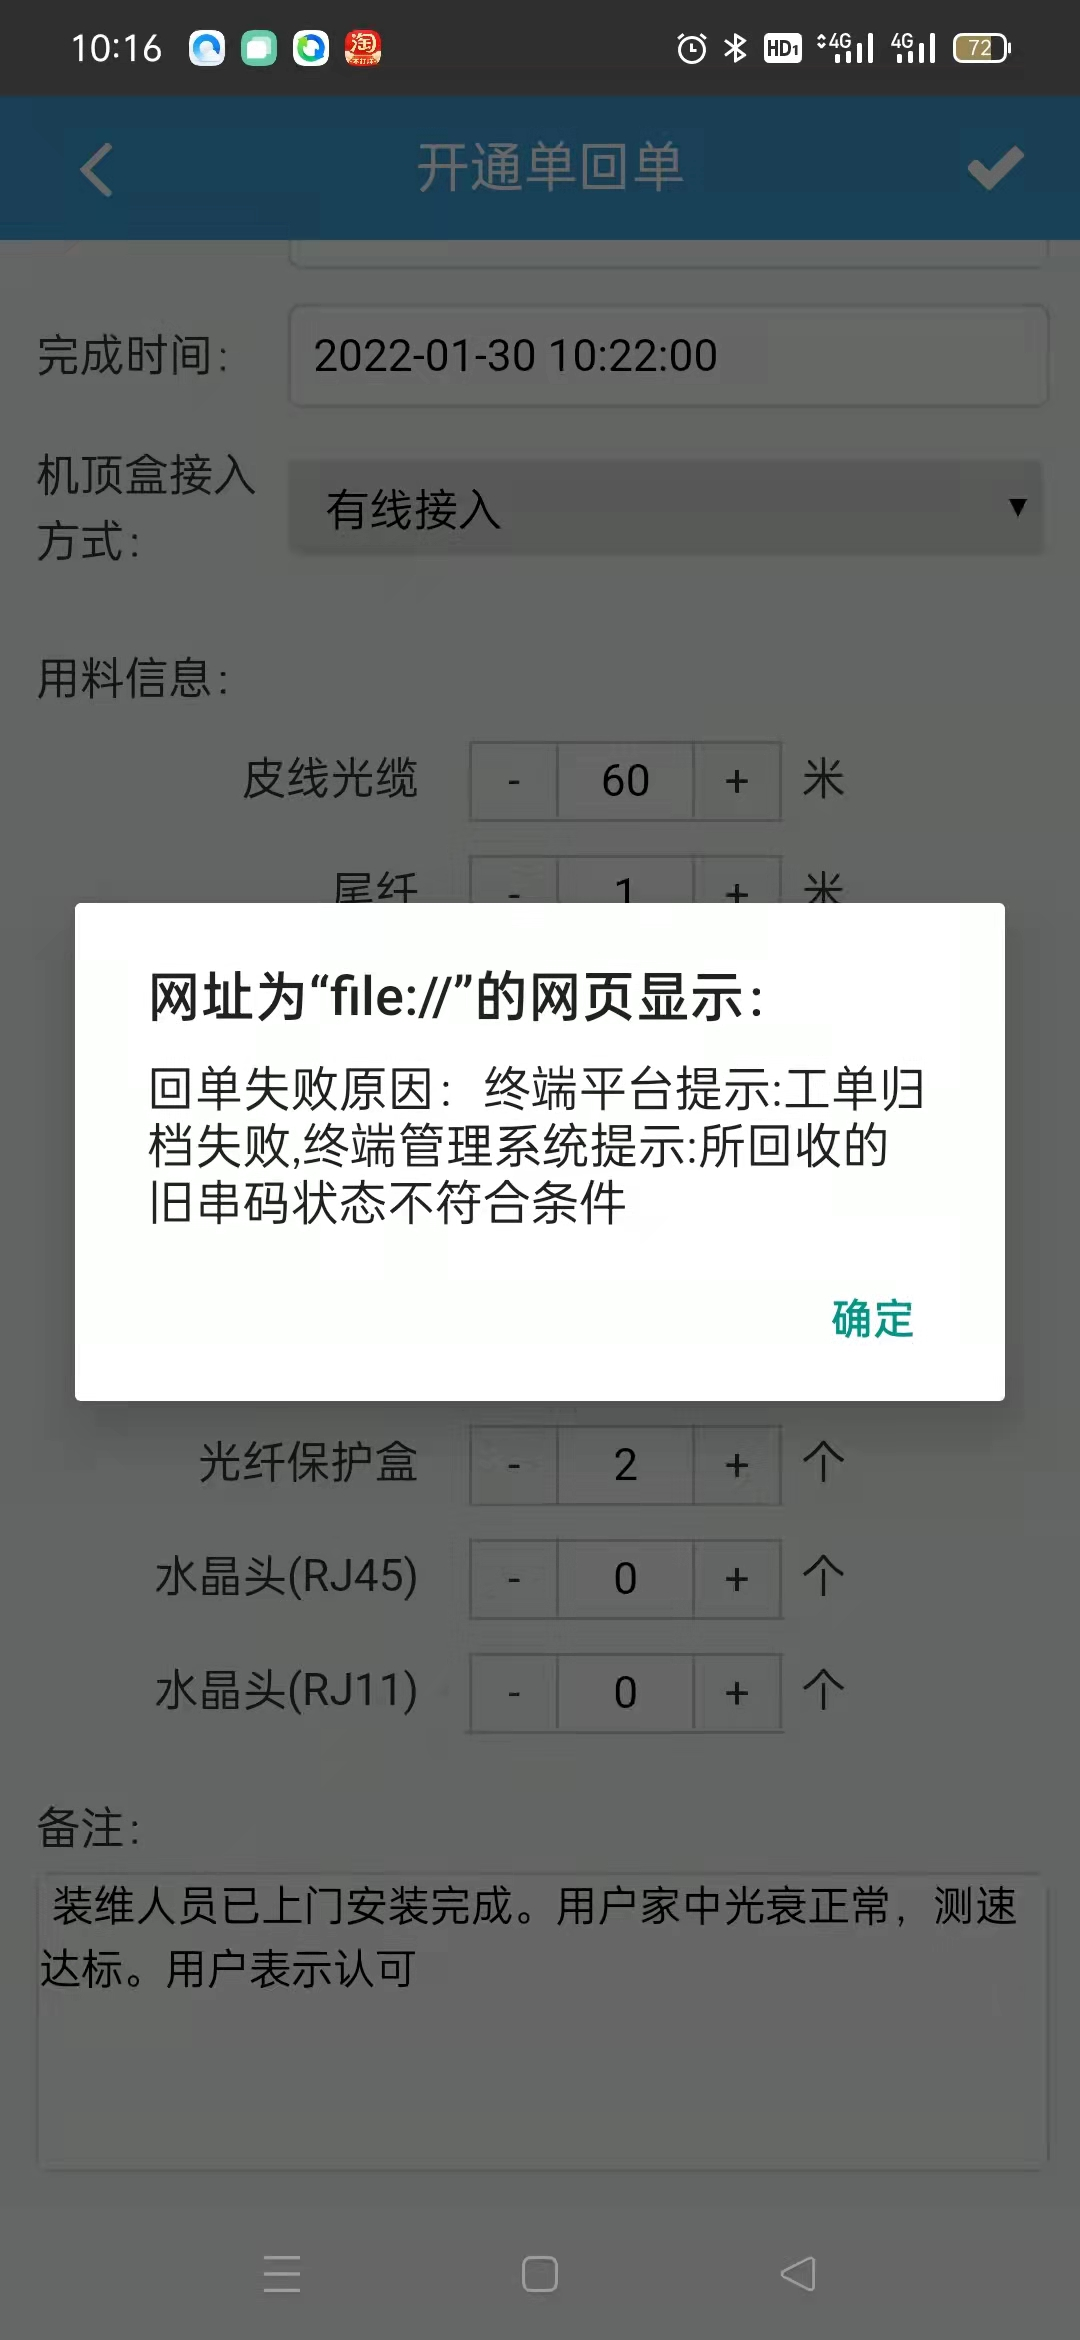 10:16 淘 HD1 4G 4G 72
开通单回单
完成时间: 2022-01-30 10:22:00
机顶盒接入
方式: 有线接入 ▼
用料信息:
皮线光缆 - 60 + 米
尾纤 - 1 + 米
网址为“file://”的网页显示:
回单失败原因: 终端平台提示:工单归
档失败,终端管理系统提示:所回收的
旧串码状态不符合条件
确定
光纤保护盒 - 2 + 个
水晶头(RJ45) - 0 + 个
水晶头(RJ11) - 0 + 个
备注:
装维人员已上门安装完成。用户家中光衰正常，测速
达标。用户表示认可